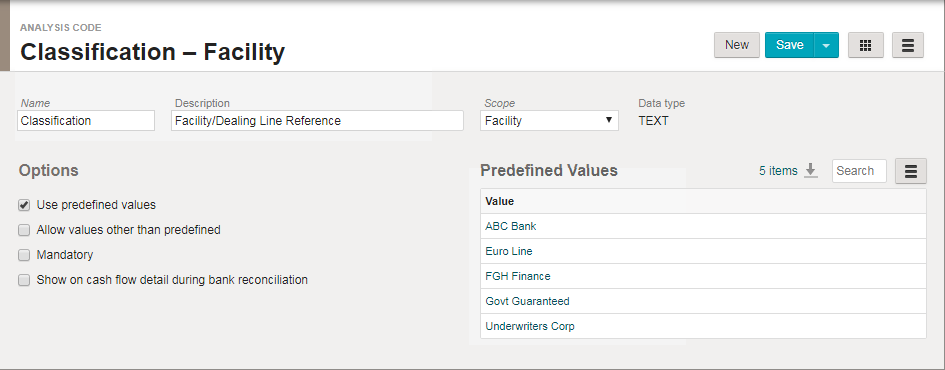 ANALYSIS CODE
Classification – Facility
New Save
Name Description Scope Data type
Classification Facility/Dealing Line Reference Facility TEXT
Options
Use predefined values
Allow values other than predefined
Mandatory
Show on cash flow detail during bank reconciliation
Predefined Values 5 items Search
Value
ABC Bank
Euro Line
FGH Finance
Govt Guaranteed
Underwriters Corp